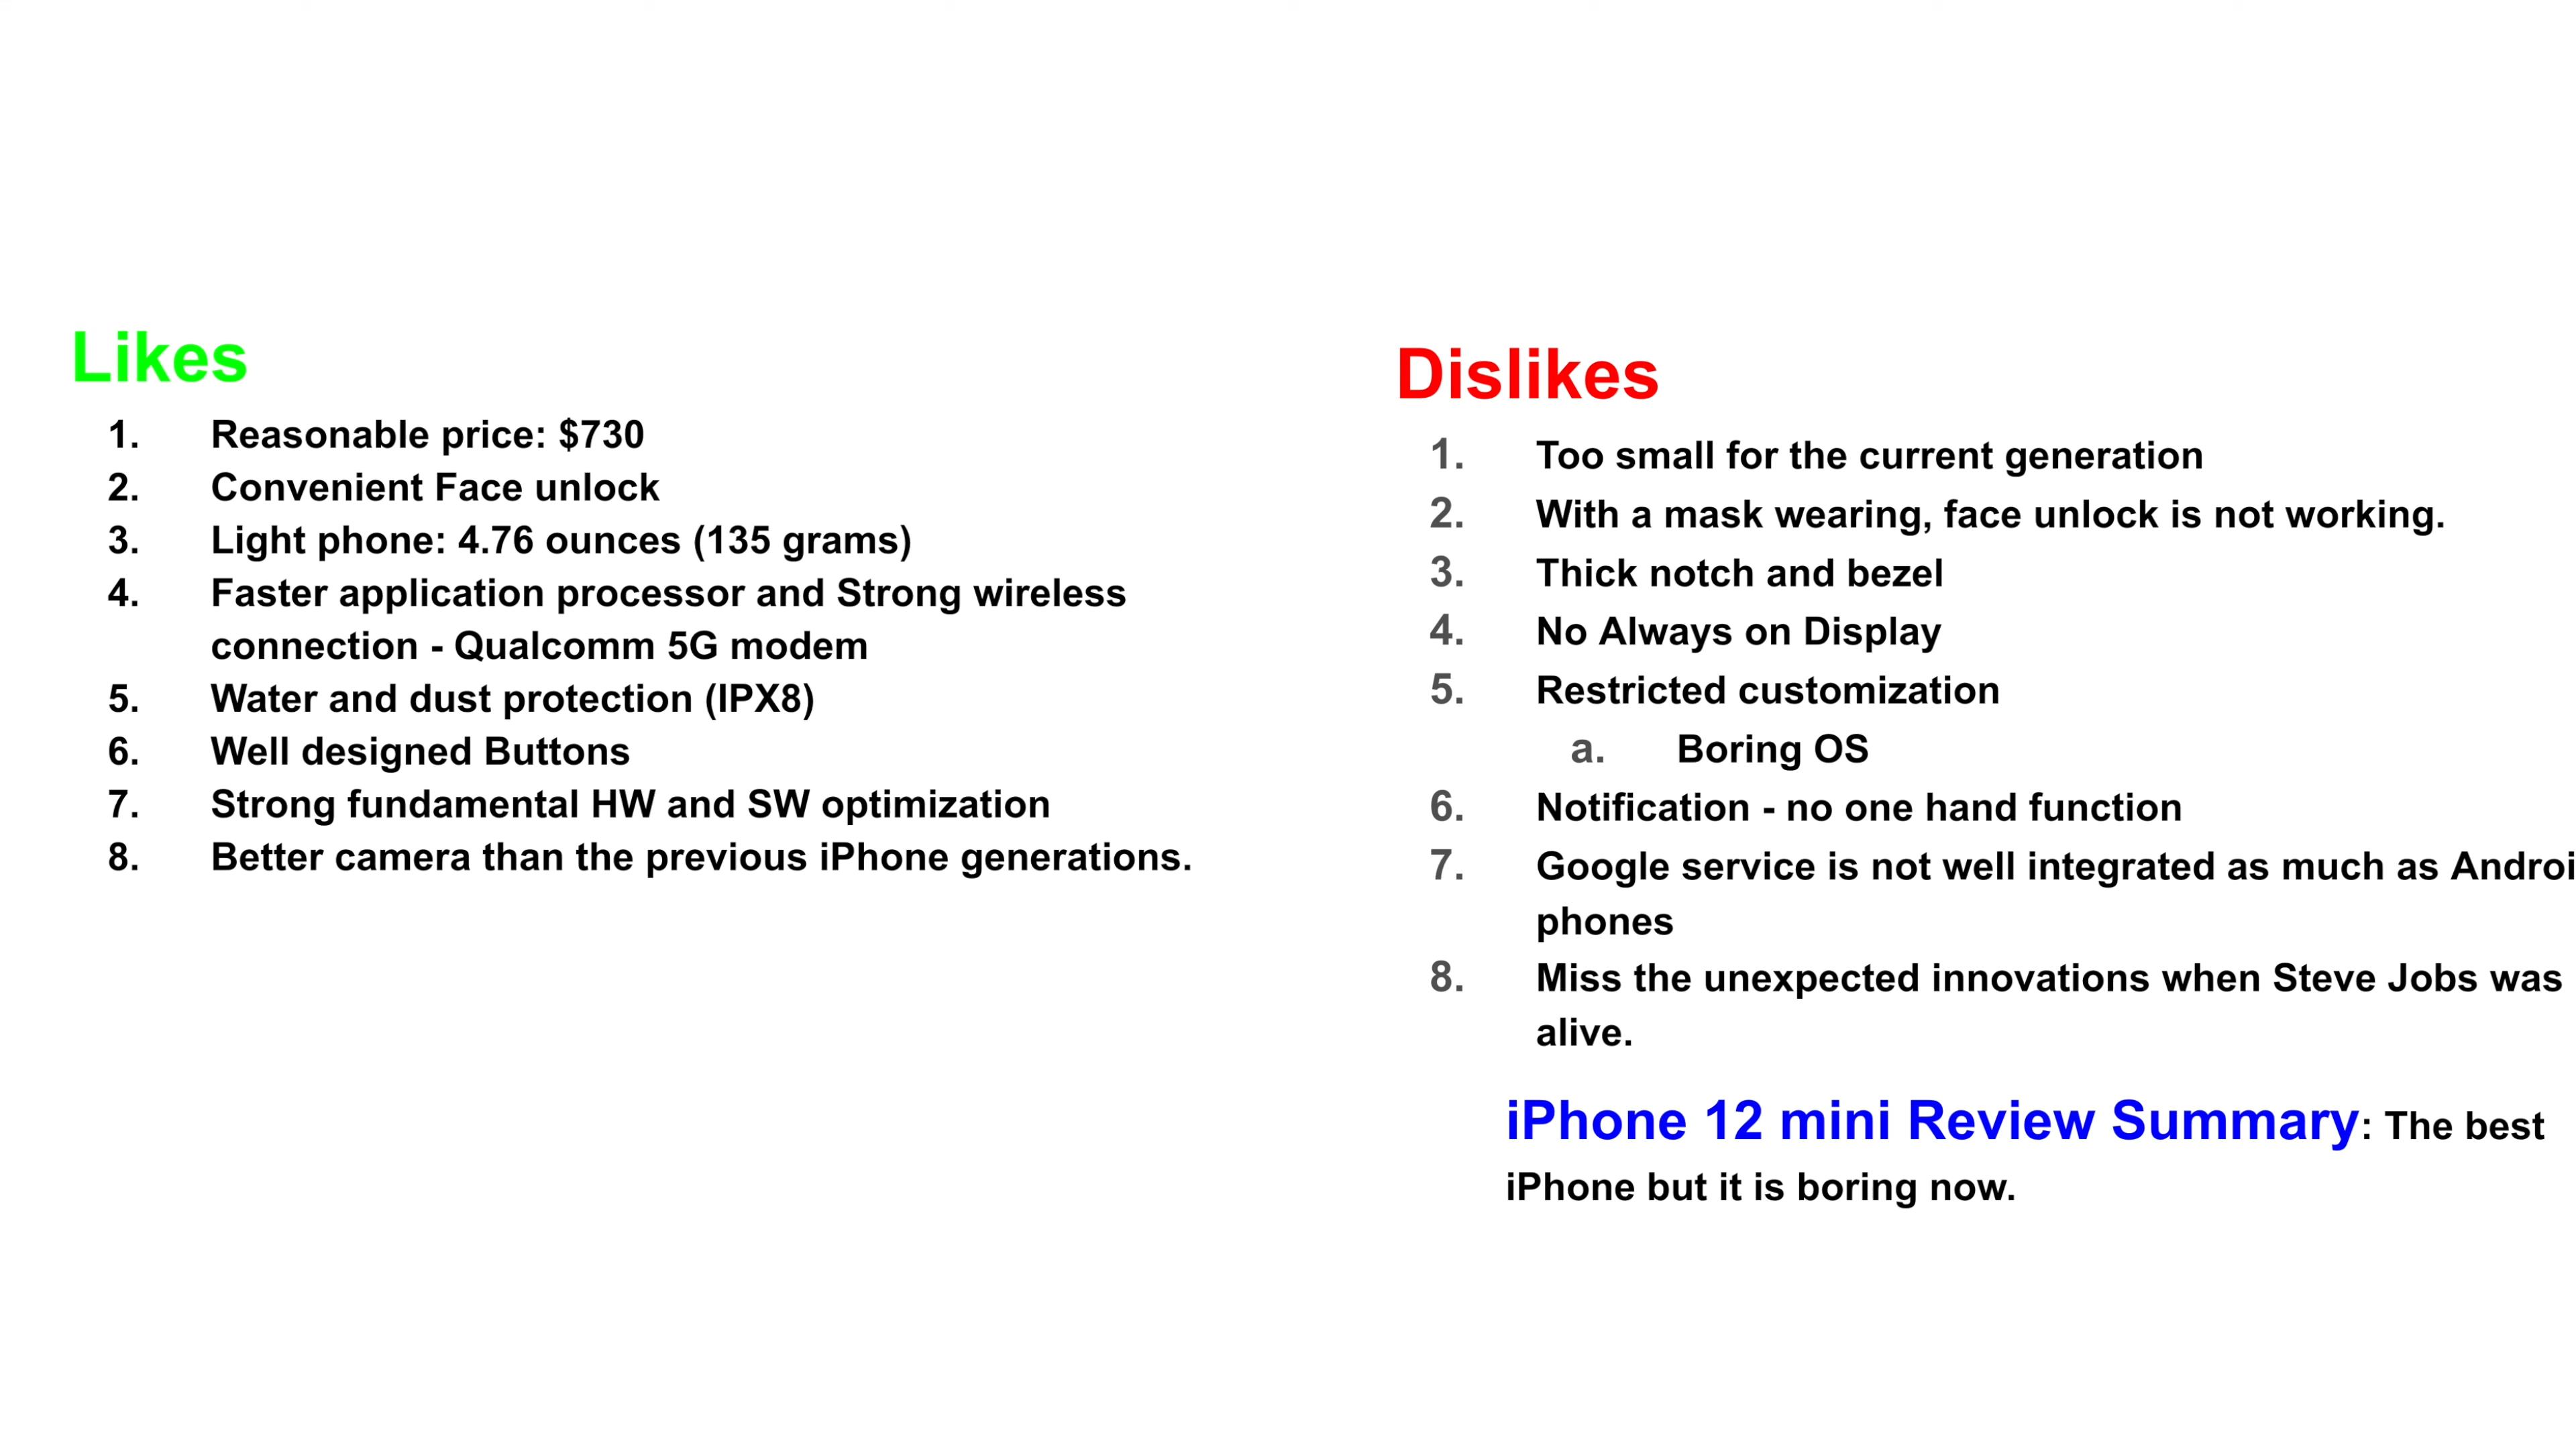 Likes
1. Reasonable price: $730
2. Convenient Face unlock
3. Light phone: 4.76 ounces (135 grams)
4. Faster application processor and Strong wireless
connection - Qualcomm 5G modem
5. Water and dust protection (IPX8)
6. Well designed Buttons
7. Strong fundamental HW and SW optimization
8. Better camera than the previous iPhone generations.
Dislikes
1. Too small for the current generation
2. With a mask wearing, face unlock is not working.
3. Thick notch and bezel
4. No Always on Display
5. Restricted customization
a. Boring OS
6. Notification - no one hand function
7. Google service is not well integrated as much as Androi
phones
8. Miss the unexpected innovations when Steve Jobs was
alive.
iPhone 12 mini Review Summary: The best
iPhone but it is boring now.